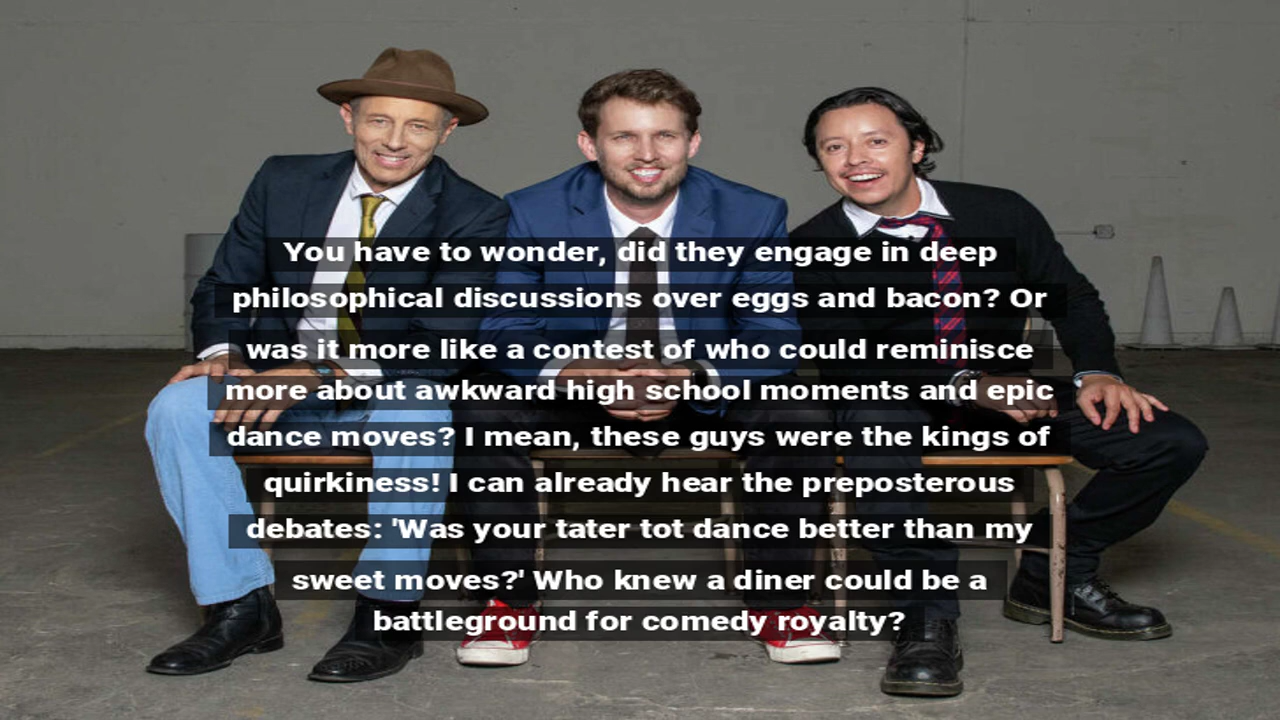 You have to wonder, did they engage in deep
philosophical discussions over eggs and bacon? Or
was it more like a contest of who could reminisce
more about awkward high school moments and epic
dance moves? I mean, these guys were the kings of
quirkiness! I can already hear the preposterous
debates: 'Was your tater tot dance better than my
sweet moves?' Who knew a diner could be a
battleground for comedy royalty?